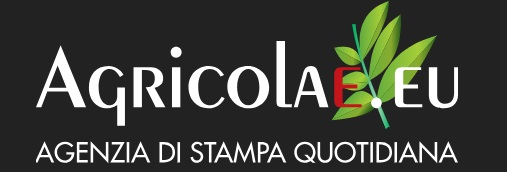 AgricolaE.EU
AGENZIA DI STAMPA QUOTIDIANA